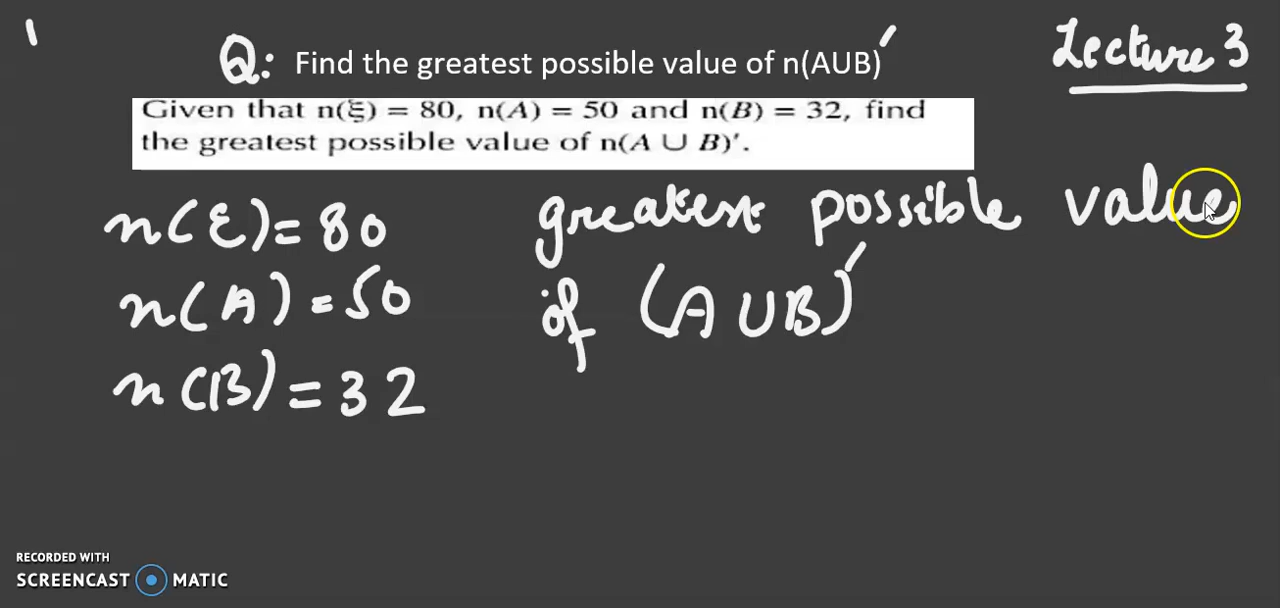 Lecture 3
Q: Find the greatest possible value of n(AUB)′
Given that n(ξ) = 80, n(A) = 50 and n(B) = 32, find
the greatest possible value of n(A ∪ B)′.
n(ξ) = 80
n(A) = 50
n(B) = 32
greatest possible value
of (A ∪ B)′
RECORDED WITH
SCREENCAST MATIC